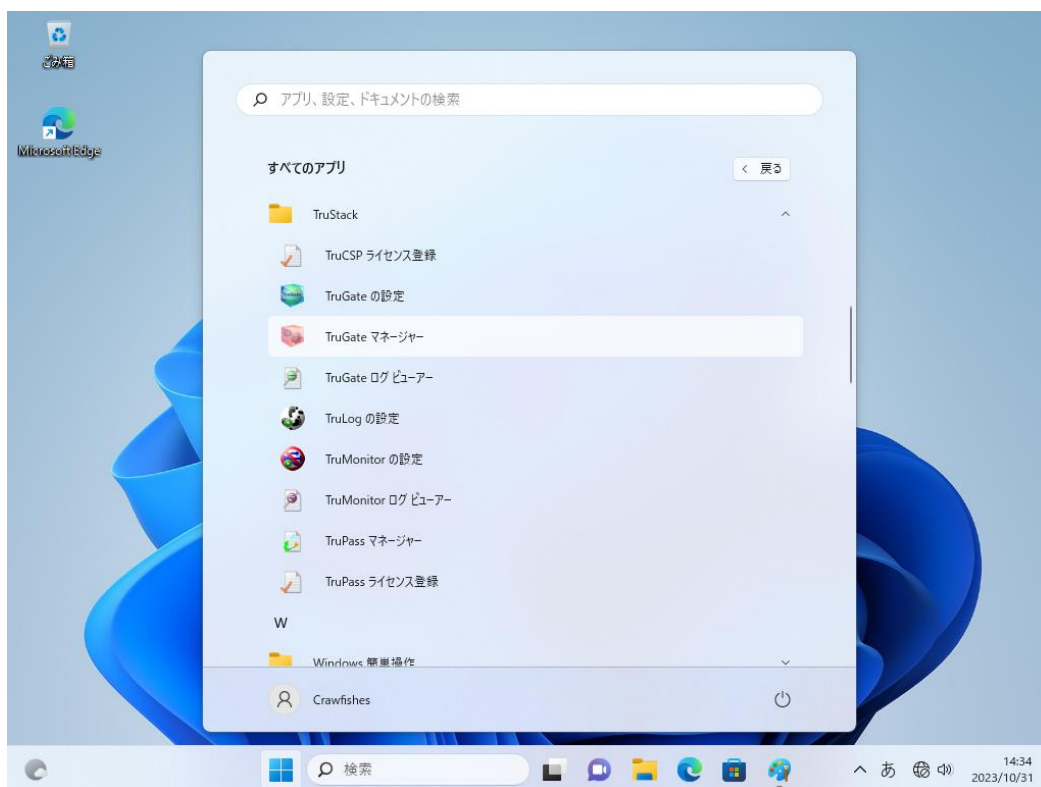 ごみ箱
Microsoft Edge
アプリ、設定、ドキュメントの検索
すべてのアプリ
戻る
TruStack
TruCSP ライセンス登録
TruGate の設定
TruGate マネージャー
TruGate ログ ビューアー
TruLog の設定
TruMonitor の設定
TruMonitor ログ ビューアー
TruPass マネージャー
TruPass ライセンス登録
W
Windows 簡単操作
Crawfishes
検索
あ
14:34
2023/10/31